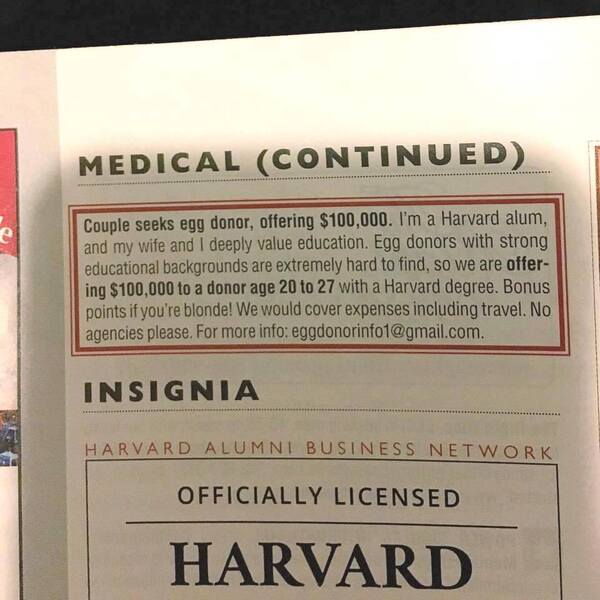 MEDICAL (CONTINUED)
Couple seeks egg donor, offering $100,000. I'm a Harvard alum,
and my wife and I deeply value education. Egg donors with strong
educational backgrounds are extremely hard to find, so we are offer-
ing $100,000 to a donor age 20 to 27 with a Harvard degree. Bonus
points if you're blonde! We would cover expenses including travel. No
agencies please. For more info: eggdonorinfo1@gmail.com.
INSIGNIA
HARVARD ALUMNI BUSINESS NETWORK
OFFICIALLY LICENSED
HARVARD